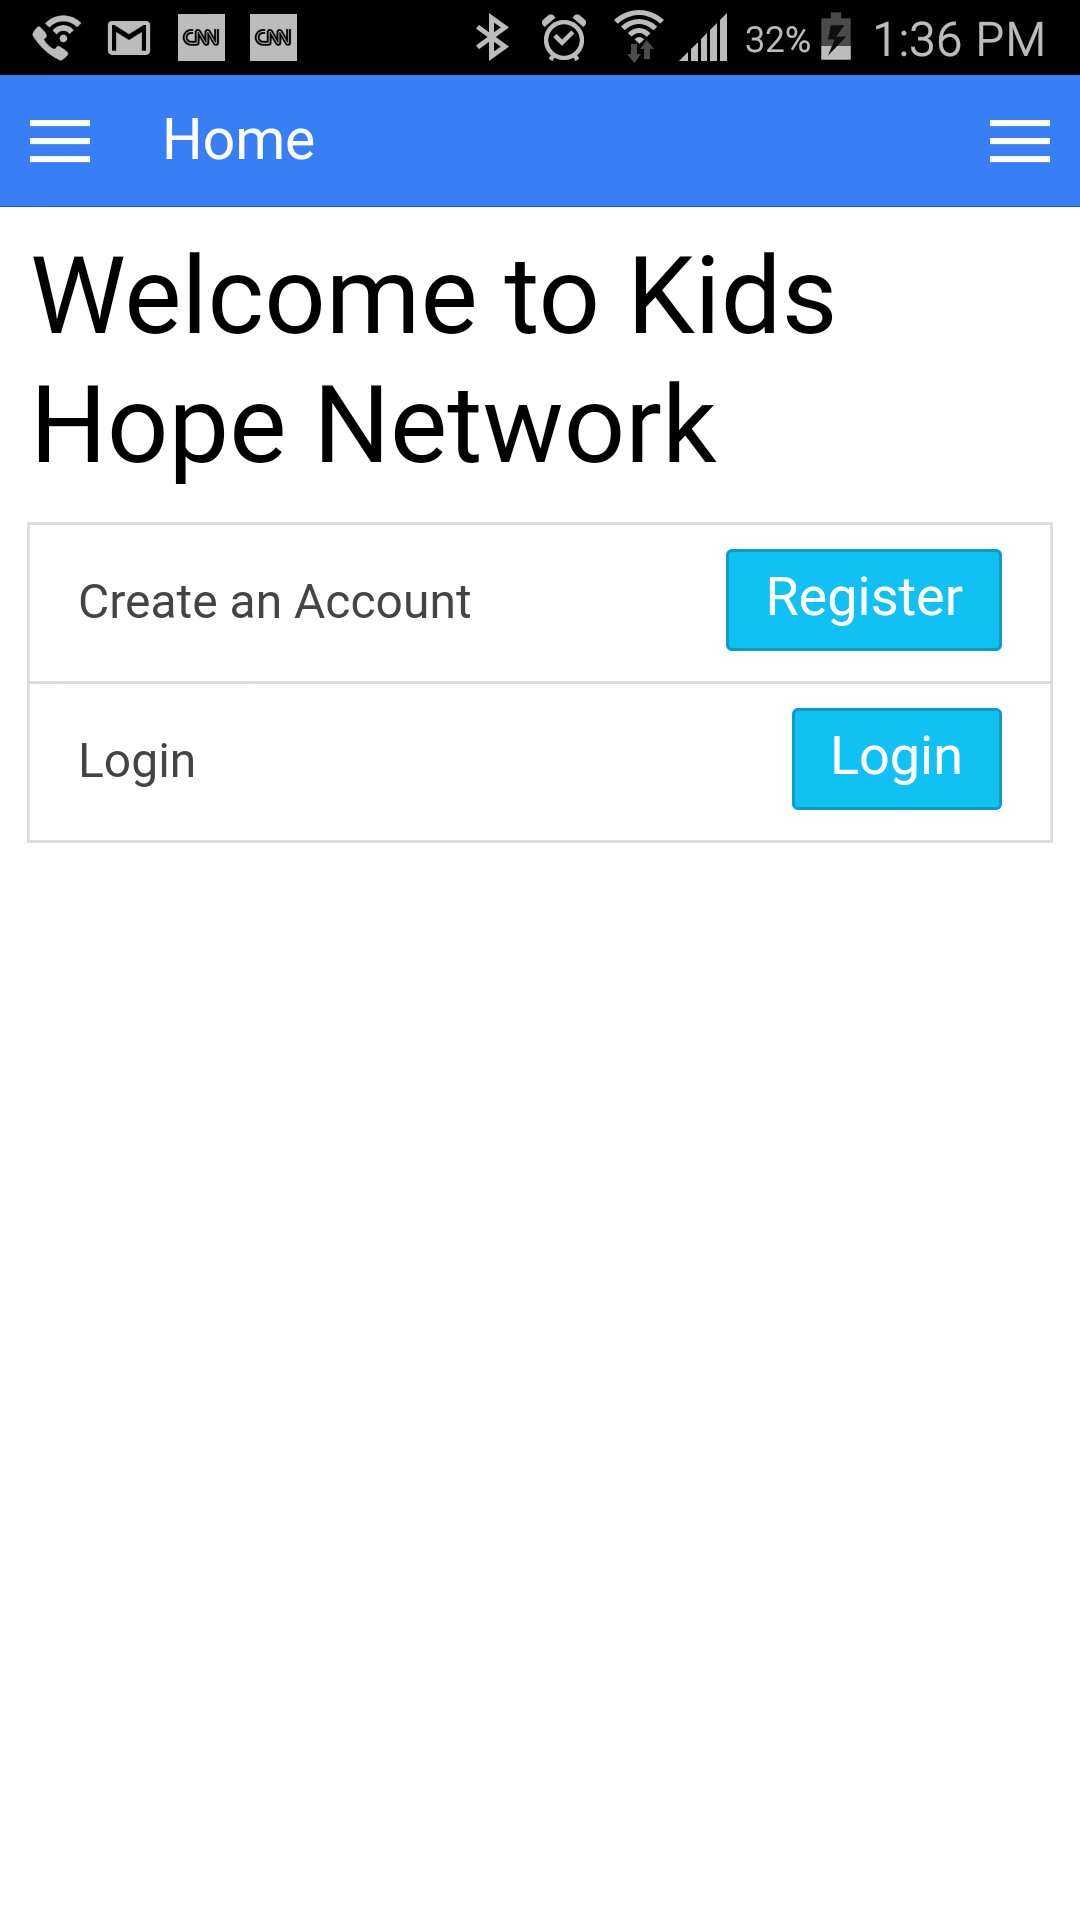 CNN CNN 32% 1:36 PM
Home
Welcome to Kids
Hope Network
Create an Account Register
Login Login